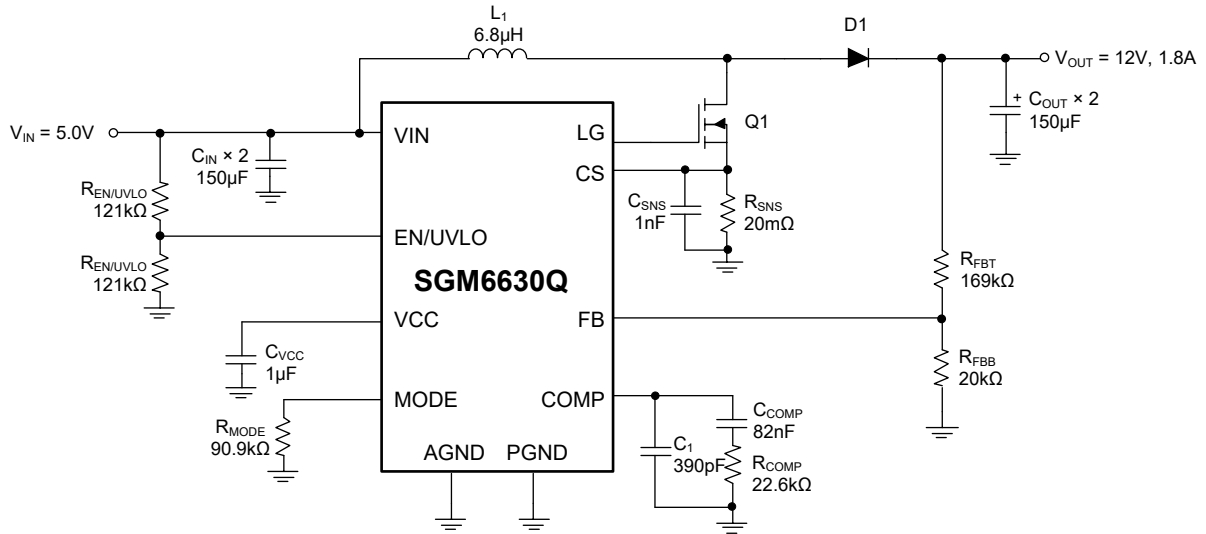 L₁
6.8µH
D1
V_OUT = 12V, 1.8A
C_OUT × 2
150µF
+
Q1
V_IN = 5.0V
VIN
LG
C_IN × 2
150µF
CS
R_EN/UVLO
121kΩ
C_SNS
1nF
R_SNS
20mΩ
EN/UVLO
R_EN/UVLO
121kΩ
SGM6630Q
R_FBT
169kΩ
VCC
FB
C_VCC
1µF
R_FBB
20kΩ
MODE
COMP
R_MODE
90.9kΩ
C_COMP
82nF
C₁
390pF
R_COMP
22.6kΩ
AGND
PGND